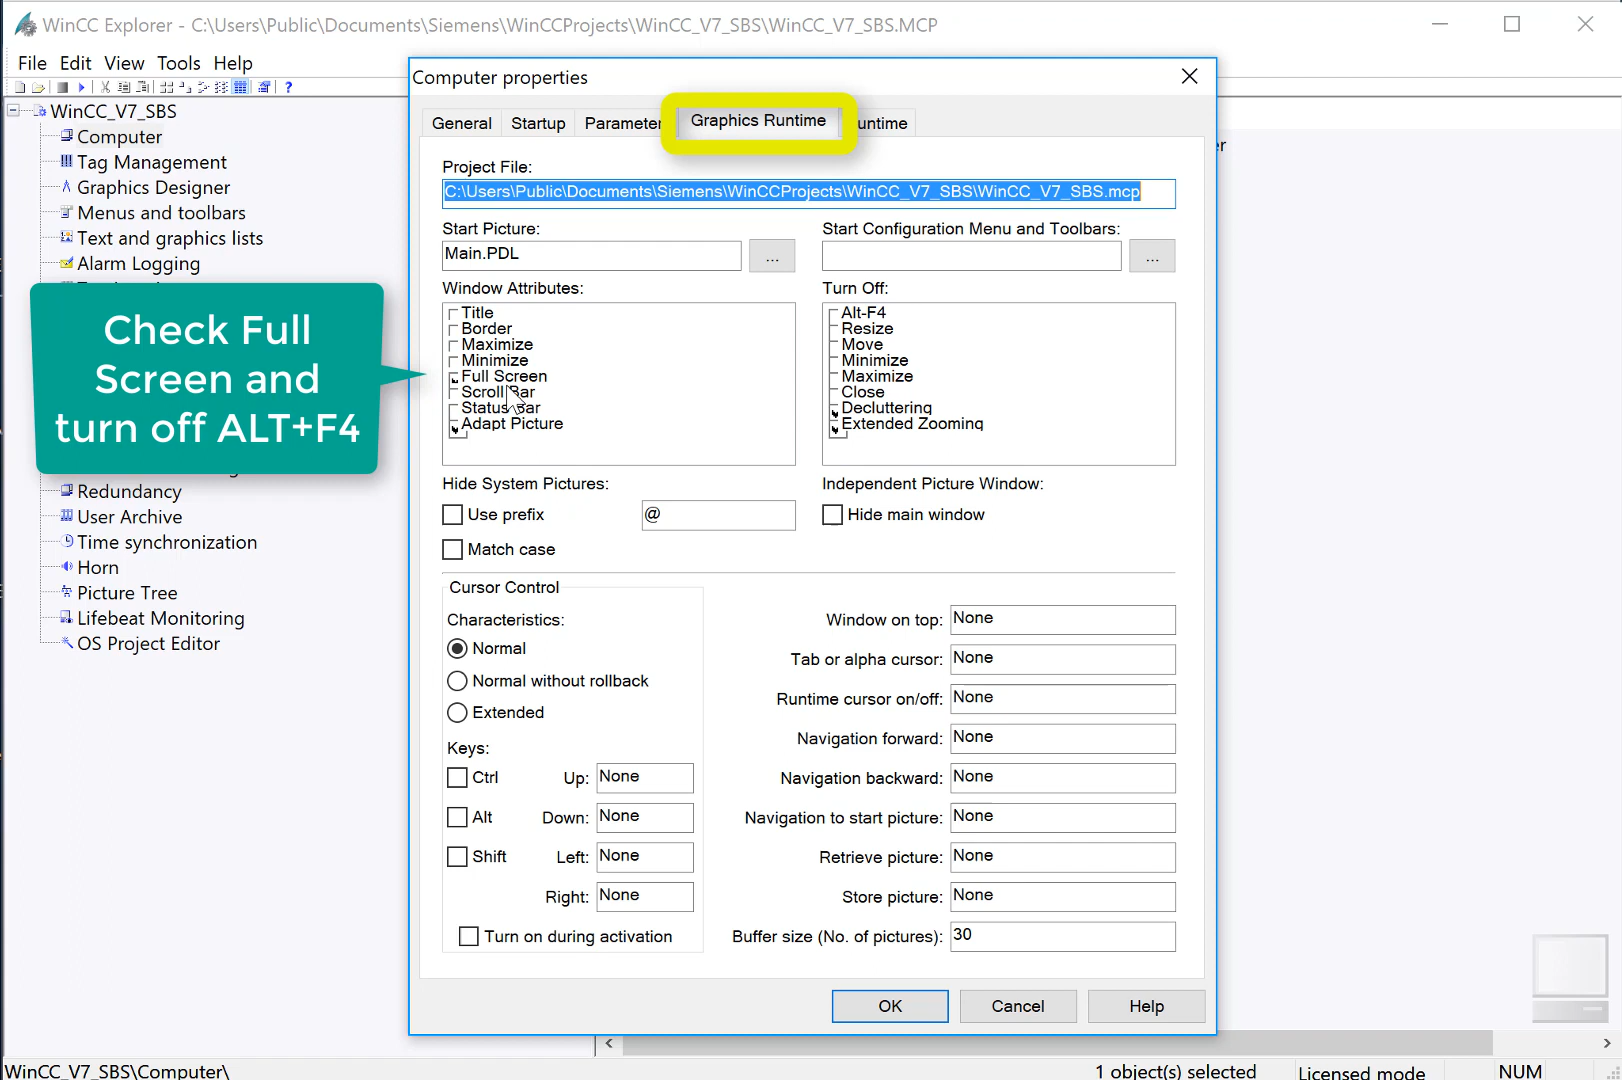 WinCC Explorer - C:\Users\Public\Documents\Siemens\WinCCProjects\WinCC_V7_SBS\WinCC_V7_SBS.MCP
File Edit View Tools Help
WinCC_V7_SBS
Computer
Tag Management
Graphics Designer
Menus and toolbars
Text and graphics lists
Alarm Logging
Redundancy
User Archive
Time synchronization
Horn
Picture Tree
Lifebeat Monitoring
OS Project Editor
Check Full
Screen and
turn off ALT+F4
Computer properties
General Startup Parameter Graphics Runtime untime
Project File:
C:\Users\Public\Documents\Siemens\WinCCProjects\WinCC_V7_SBS\WinCC_V7_SBS.mcp
Start Picture:
Main.PDL
...
Start Configuration Menu and Toolbars:
...
Window Attributes:
Title
Border
Maximize
Minimize
Full Screen
Scroll Bar
Status Bar
Adapt Picture
Turn Off:
Alt-F4
Resize
Move
Minimize
Maximize
Close
Decluttering
Extended Zooming
Hide System Pictures:
Use prefix @
Match case
Independent Picture Window:
Hide main window
Cursor Control
Characteristics:
Normal
Normal without rollback
Extended
Keys:
Ctrl Up: None
Alt Down: None
Shift Left: None
Right: None
Turn on during activation
Window on top: None
Tab or alpha cursor: None
Runtime cursor on/off: None
Navigation forward: None
Navigation backward: None
Navigation to start picture: None
Retrieve picture: None
Store picture: None
Buffer size (No. of pictures): 30
OK Cancel Help
WinCC_V7_SBS\Computer\ 1 object(s) selected Licensed mode NUM